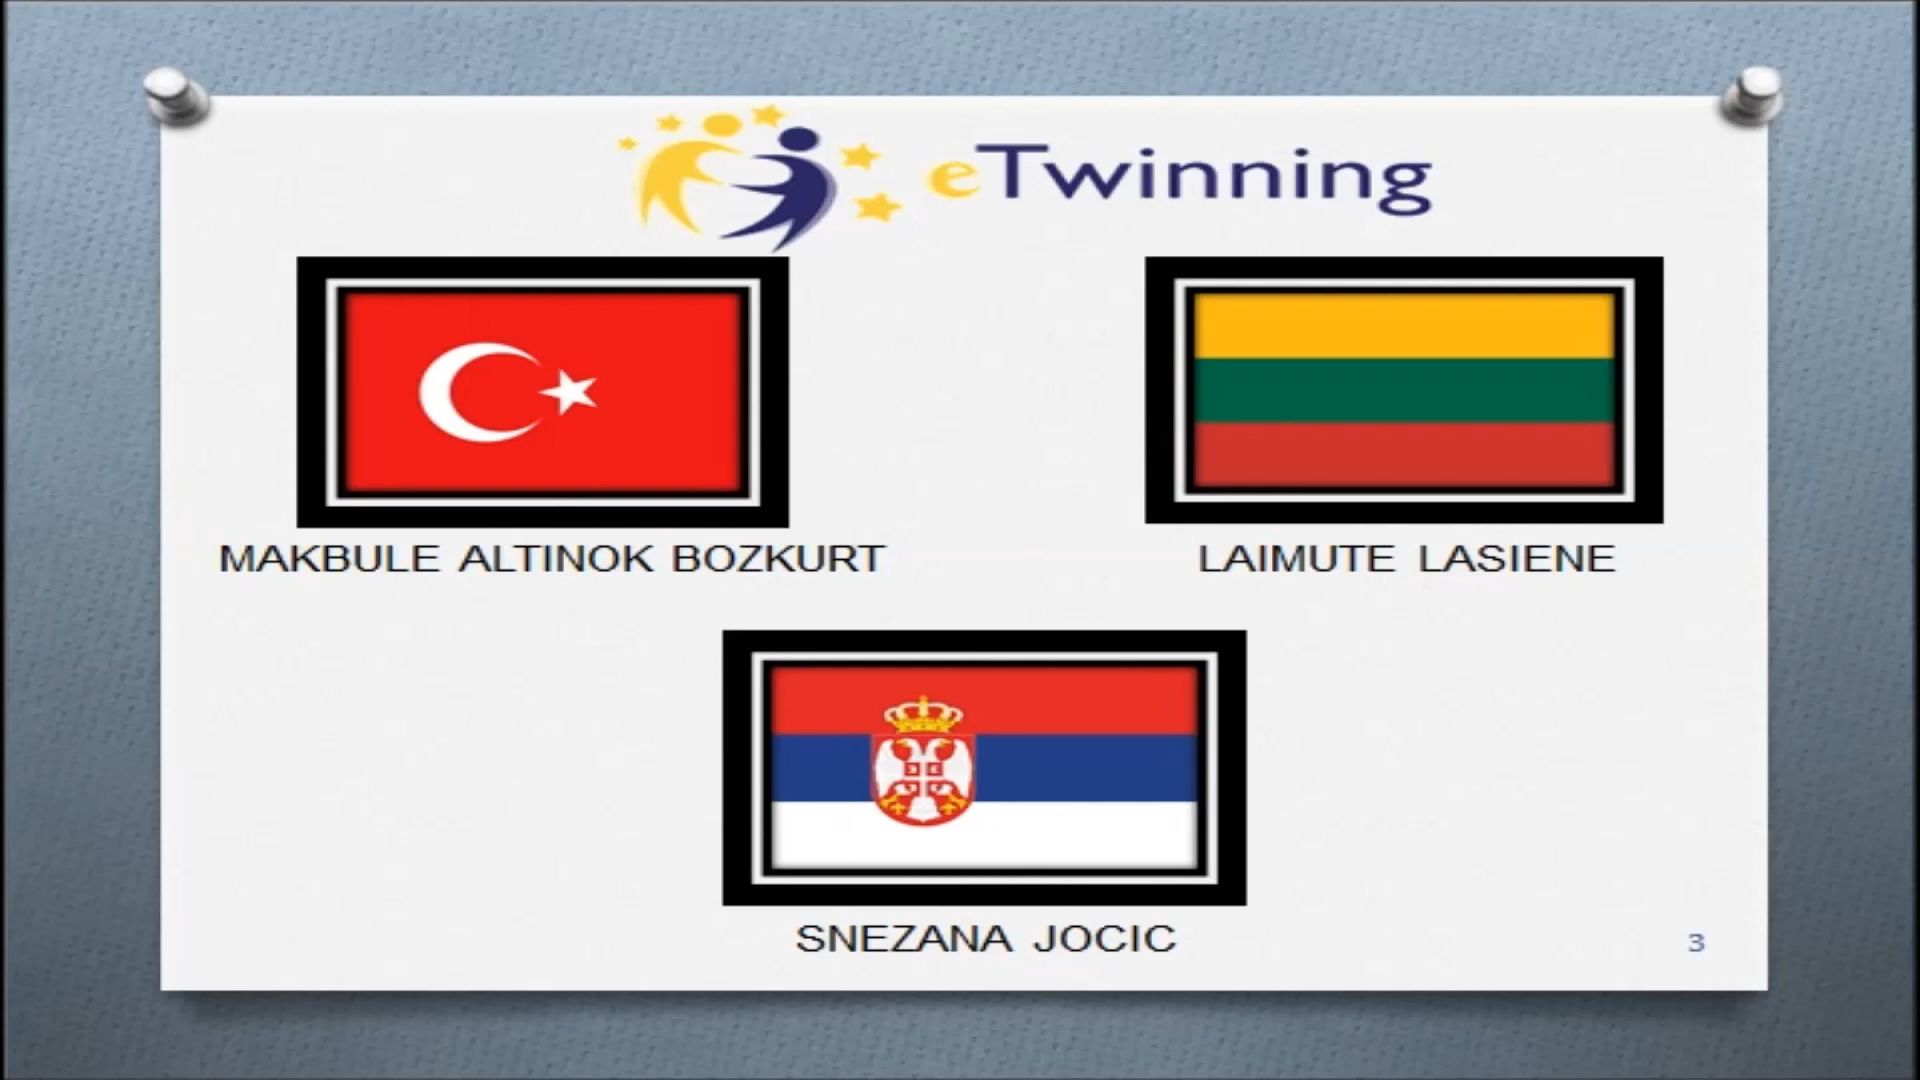 eTwinning
MAKBULE ALTINOK BOZKURT
LAIMUTE LASIENE
SNEZANA JOCIC
3